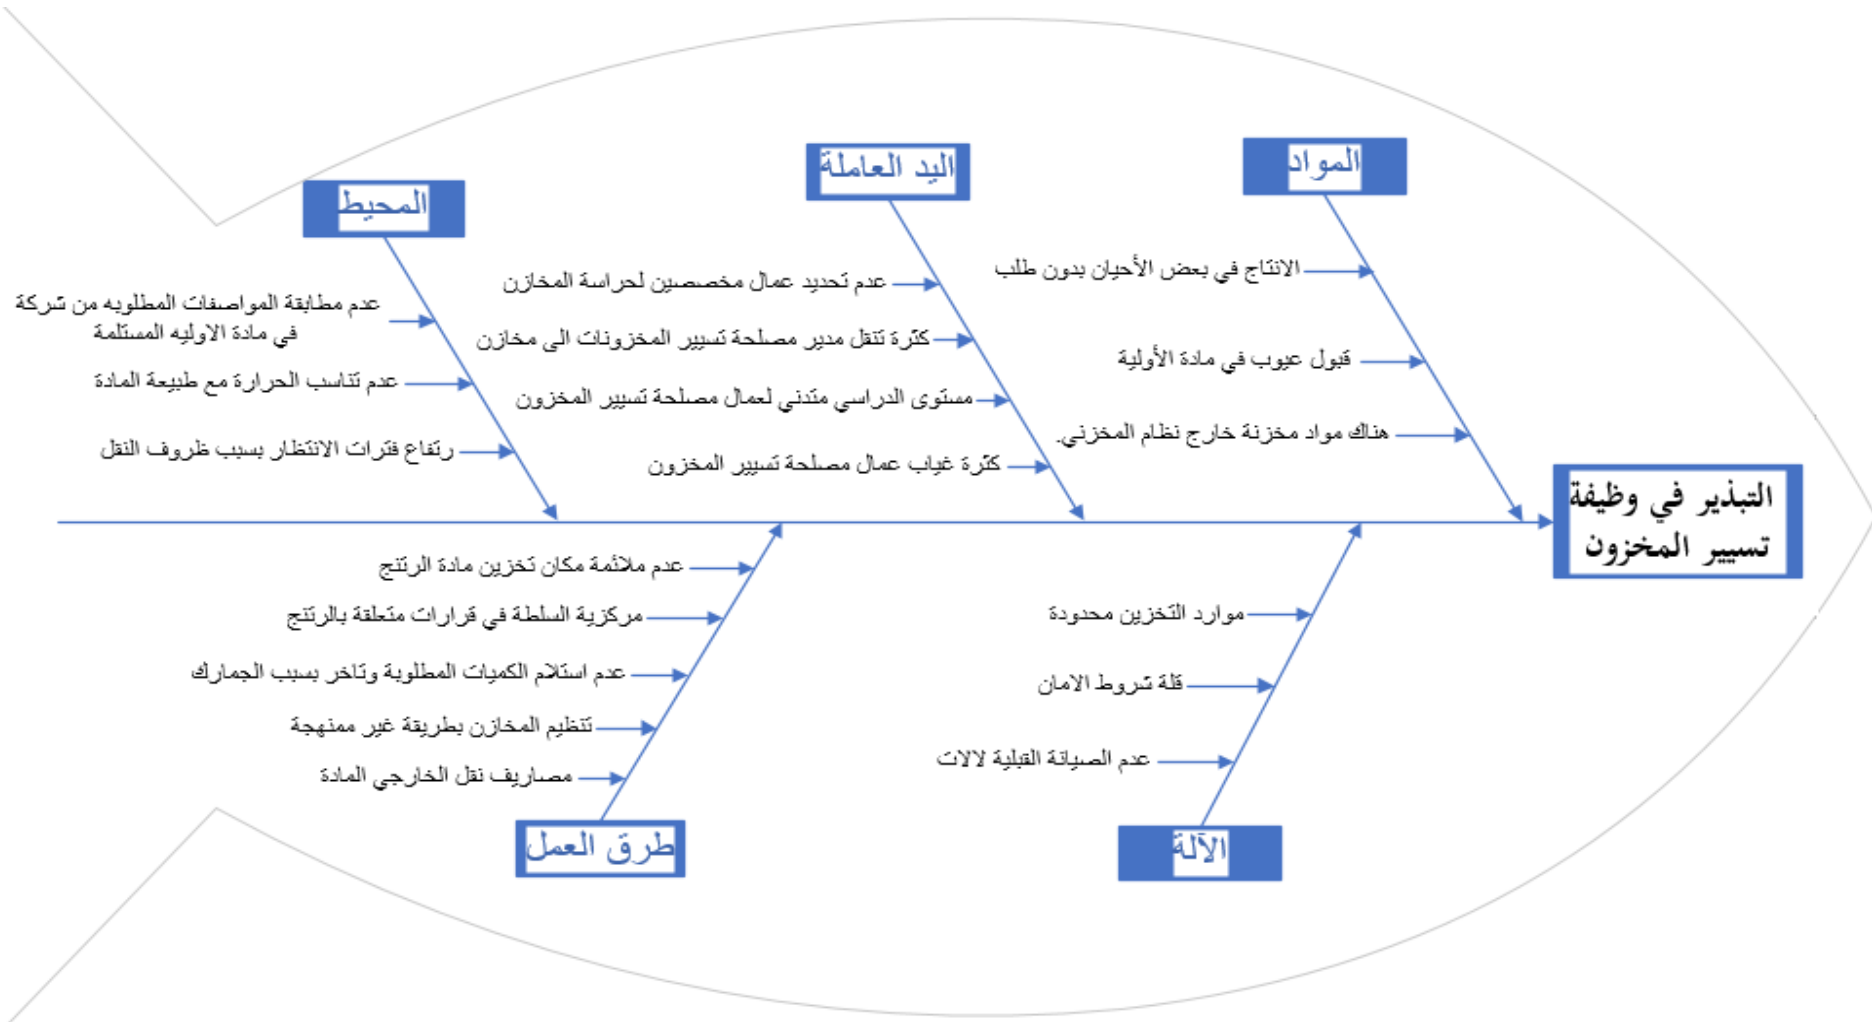 المواد
الانتاج في بعض الأحيان بدون طلب
قبول عيوب في مادة الأولية
هناك مواد مخزنة خارج نظام المخزني.
اليد العاملة
عدم تحديد عمال مخصصين لحراسة المخازن
كثرة تنقل مدير مصلحة تسيير المخزونات الى مخازن
مستوى الدراسي متدني لعمال مصلحة تسيير المخزون
كثرة غياب عمال مصلحة تسيير المخزون
المحيط
عدم مطابقة المواصفات المطلوبه من شركة
في مادة الاوليه المستلمة
عدم تناسب الحرارة مع طبيعة المادة
رتفاع فترات الانتظار بسبب ظروف النقل
التبذير في وظيفة
تسيير المخزون
موارد التخزين محدودة
قلة شروط الامان
عدم الصيانة القبلية لالات
الآلة
عدم ملائمة مكان تخزين مادة الرتنج
مركزية السلطة في قرارات متعلقة بالرتنج
عدم استلام الكميات المطلوبة وتاخر بسبب الجمارك
تنظيم المخازن بطريقة غير ممنهجة
مصاريف نقل الخارجي المادة
طرق العمل